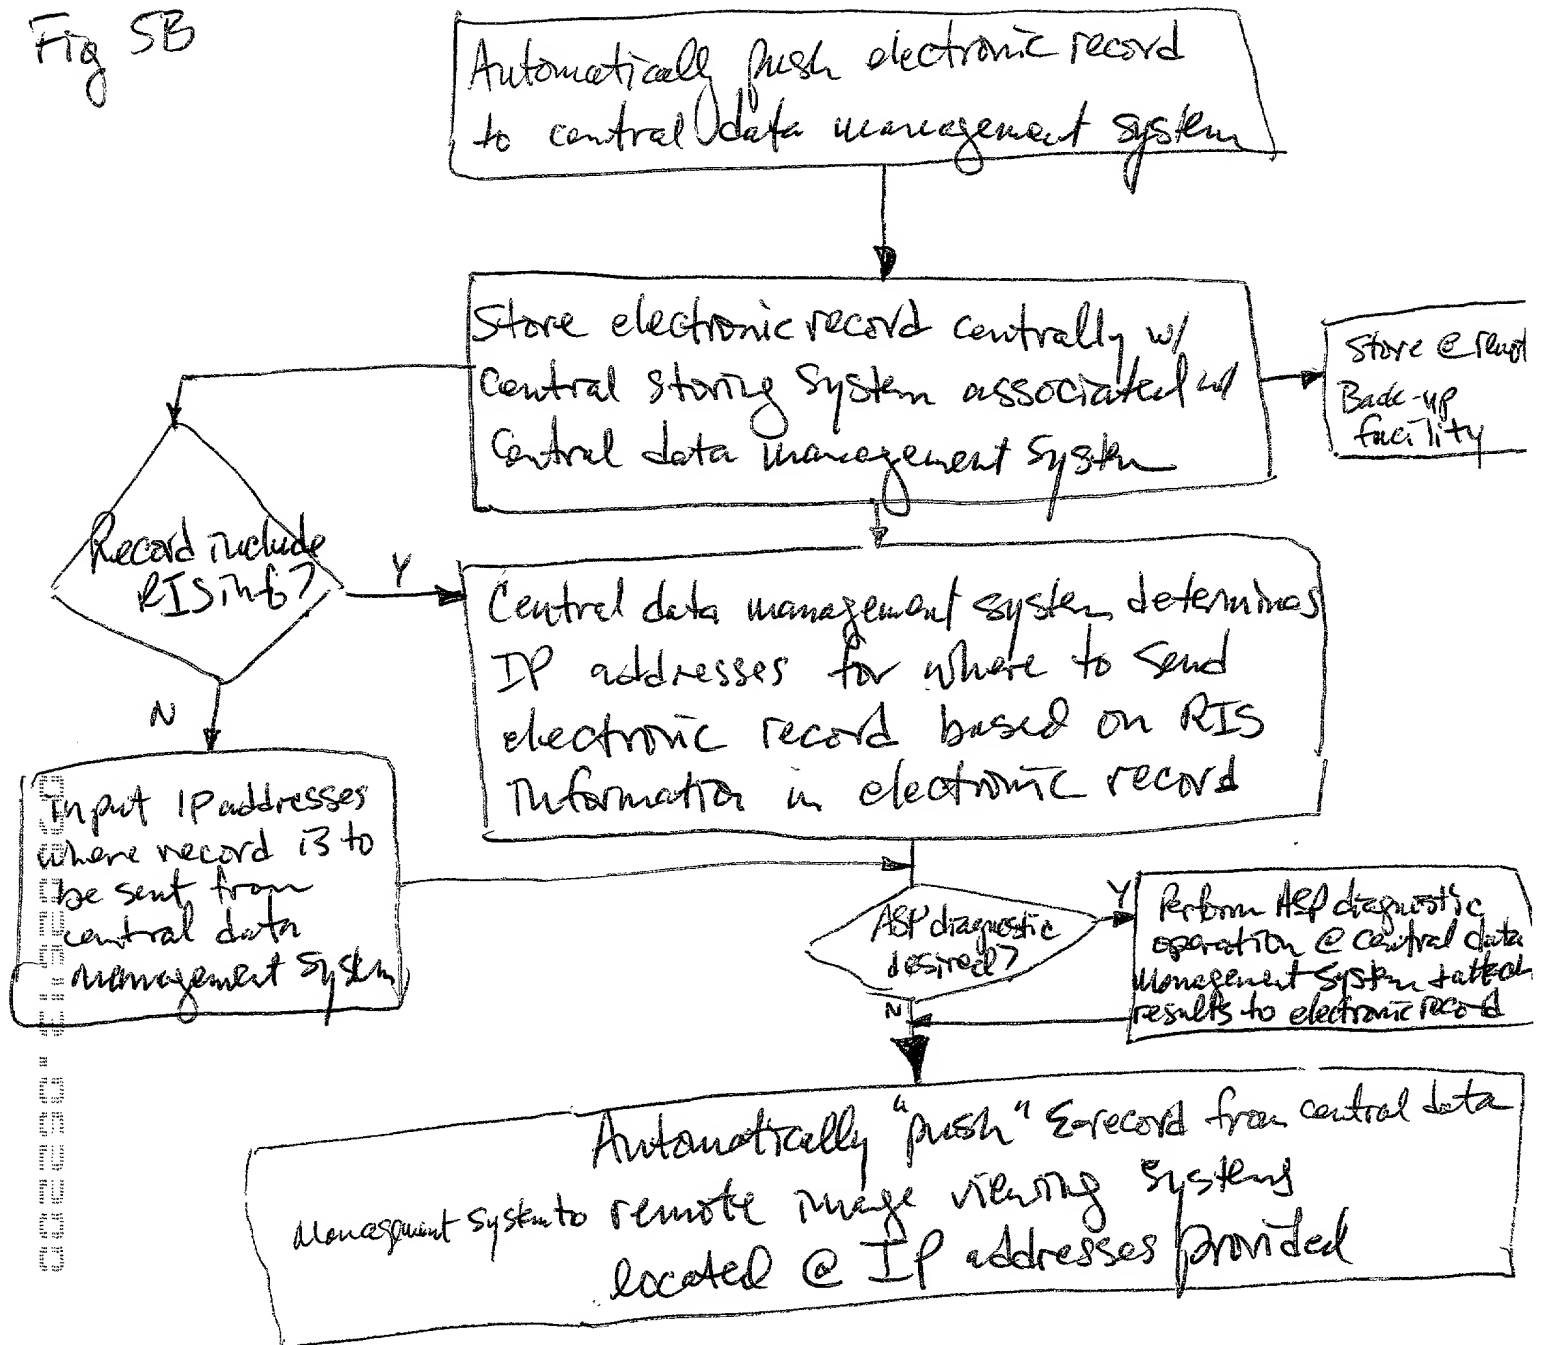 Fig 5B
Automatically push electronic record
to central data management system
Store electronic record centrally w/
Central storing system associated w/
Central data management System
Store @ remot
Back-up
facility
Record include
RIS info?
Y
N
Central data management system determines
IP addresses for where to send
electronic record based on RIS
information in electronic record
Input IP addresses
where record is to
be sent from
central data
management system
ASP diagnostic
desired?
Y
N
Perform ASP diagnostic
operation @ central data
Management System + attach
results to electronic record
Automatically "push" E-record from central data
Management System to remote image viewing systems
located @ IP addresses provided